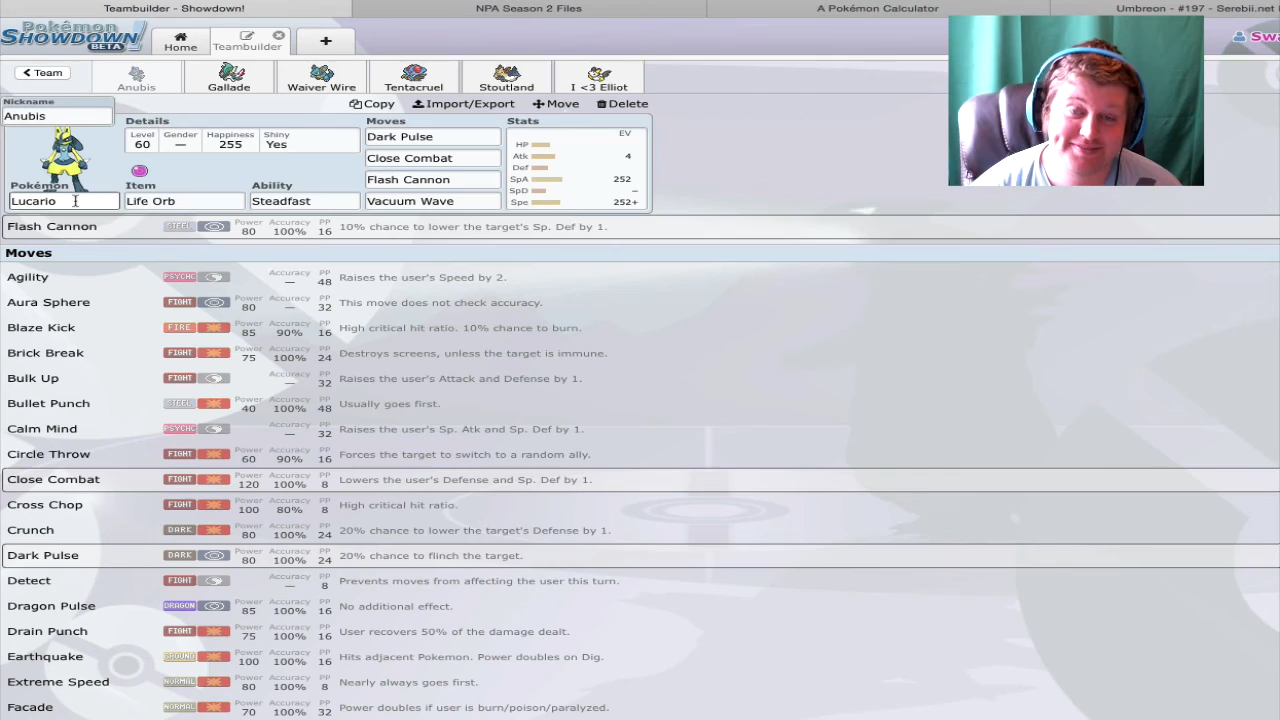 Teambuilder - Showdown!
NPA Season 2 Files
A Pokémon Calculator
Umbreon - #197 - Serebii.net
Pokémon
SHOWDOWN!
BETA
Home
Teambuilder
+
Swa
Team
Anubis
Gallade
Waiver Wire
Tentacruel
Stoutland
I <3 Elliot
Copy
Import/Export
Move
Delete
Nickname
Anubis
Details
Level Gender Happiness Shiny
60 — 255 Yes
Moves
Dark Pulse
Close Combat
Flash Cannon
Vacuum Wave
Stats
EV
HP
Atk 4
Def
SpA 252
SpD –
Spe 252+
Pokémon
Lucario
Item
Life Orb
Ability
Steadfast
Flash Cannon STEEL Power 80 Accuracy 100% PP 16 10% chance to lower the target's Sp. Def by 1.
Moves
Agility PSYCHC Accuracy — PP 48 Raises the user's Speed by 2.
Aura Sphere FIGHT Power 80 Accuracy — PP 32 This move does not check accuracy.
Blaze Kick FIRE Power 85 Accuracy 90% PP 16 High critical hit ratio. 10% chance to burn.
Brick Break FIGHT Power 75 Accuracy 100% PP 24 Destroys screens, unless the target is immune.
Bulk Up FIGHT Accuracy — PP 32 Raises the user's Attack and Defense by 1.
Bullet Punch STEEL Power 40 Accuracy 100% PP 48 Usually goes first.
Calm Mind PSYCHC Accuracy — PP 32 Raises the user's Sp. Atk and Sp. Def by 1.
Circle Throw FIGHT Power 60 Accuracy 90% PP 16 Forces the target to switch to a random ally.
Close Combat FIGHT Power 120 Accuracy 100% PP 8 Lowers the user's Defense and Sp. Def by 1.
Cross Chop FIGHT Power 100 Accuracy 80% PP 8 High critical hit ratio.
Crunch DARK Power 80 Accuracy 100% PP 24 20% chance to lower the target's Defense by 1.
Dark Pulse DARK Power 80 Accuracy 100% PP 24 20% chance to flinch the target.
Detect FIGHT Accuracy — PP 8 Prevents moves from affecting the user this turn.
Dragon Pulse DRAGON Power 85 Accuracy 100% PP 16 No additional effect.
Drain Punch FIGHT Power 75 Accuracy 100% PP 16 User recovers 50% of the damage dealt.
Earthquake GROUND Power 100 Accuracy 100% PP 16 Hits adjacent Pokemon. Power doubles on Dig.
Extreme Speed NORMAL Power 80 Accuracy 100% PP 8 Nearly always goes first.
Facade NORMAL Power 70 Accuracy 100% PP 32 Power doubles if user is burn/poison/paralyzed.